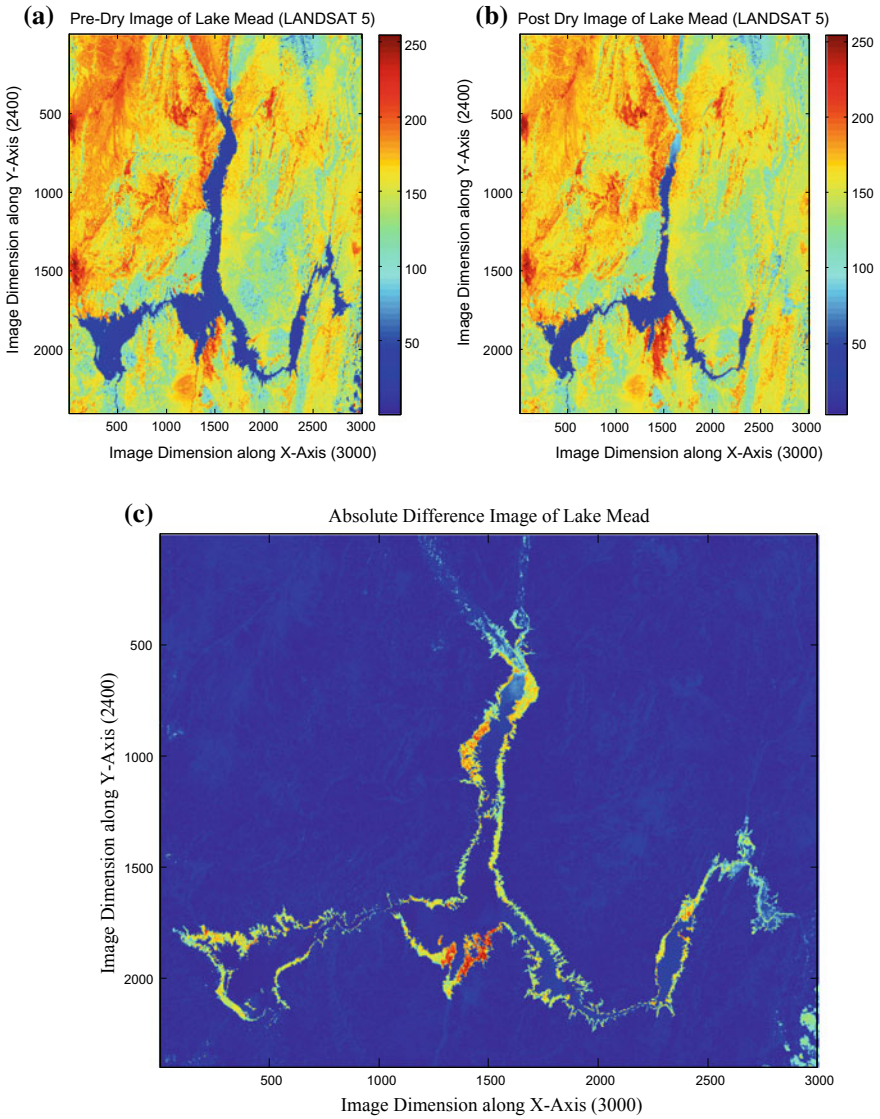 (a) Pre-Dry Image of Lake Mead (LANDSAT 5)
Image Dimension along Y-Axis (2400)
500
1000
1500
2000
500 1000 1500 2000 2500 3000
Image Dimension along X-Axis (3000)
250
200
150
100
50
(b) Post Dry Image of Lake Mead (LANDSAT 5)
Image Dimension along Y-Axis (2400)
500
1000
1500
2000
500 1000 1500 2000 2500 3000
Image Dimension along X-Axis (3000)
250
200
150
100
50
(c) Absolute Difference Image of Lake Mead
Image Dimension along Y-Axis (2400)
500
1000
1500
2000
500 1000 1500 2000 2500 3000
Image Dimension along X-Axis (3000)